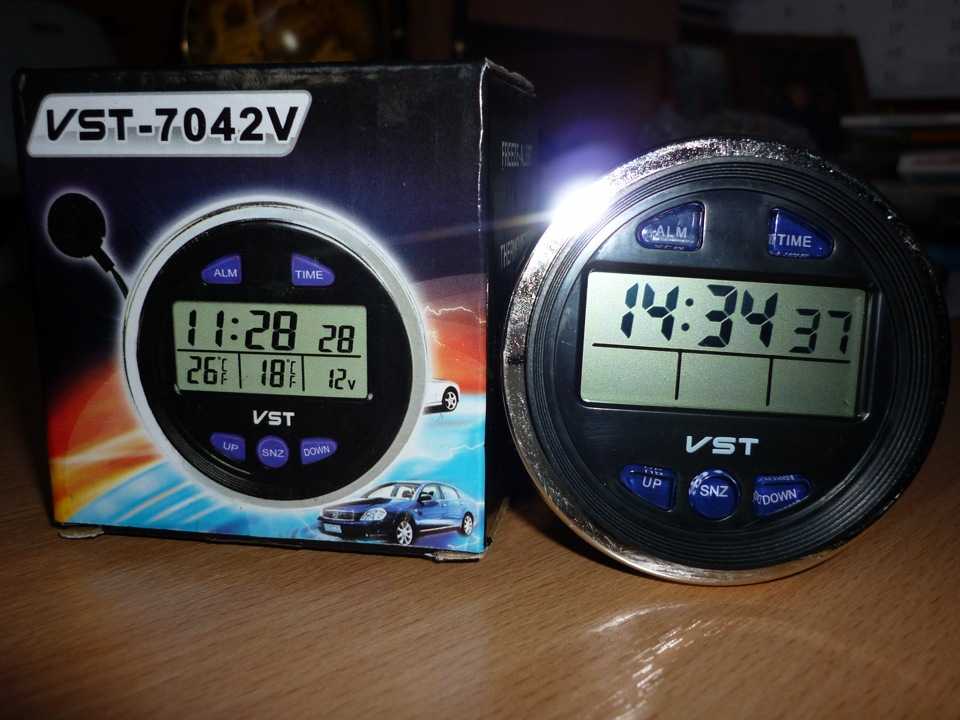 VST-7042V
ALM TIME
11:28 28
26°C F 18°C F 12V
VST
UP SNZ DOWN
ALM TIME
14:34 37
VST
UP SNZ DOWN